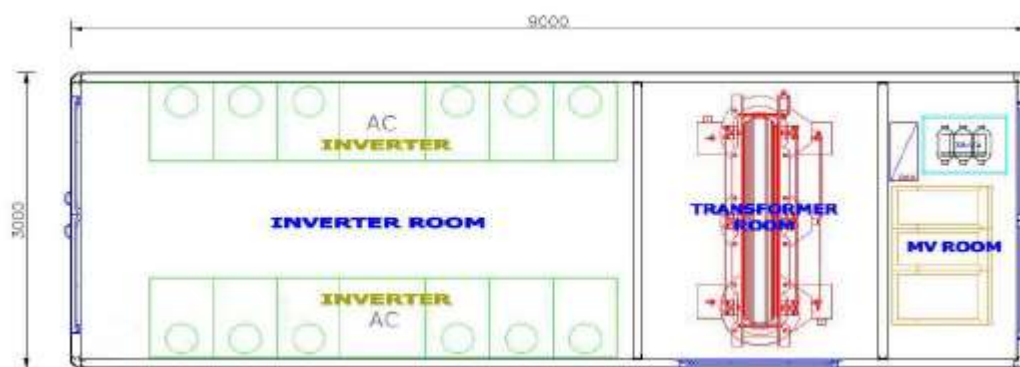 9000
3000
AC
INVERTER
INVERTER ROOM
INVERTER
AC
TRANSFORMER
ROOM
MV ROOM